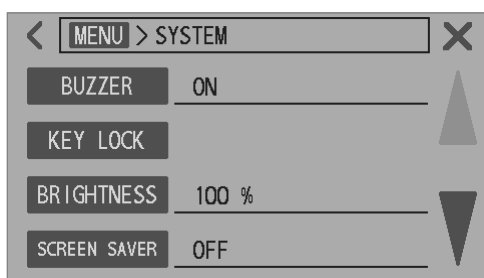 MENU > SYSTEM
BUZZER ON
KEY LOCK
BRIGHTNESS 100 %
SCREEN SAVER OFF